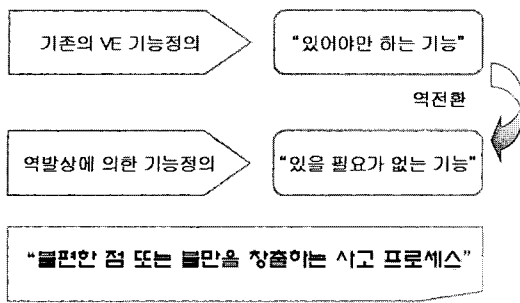 기존의 VE 기능정의
"있어야만 하는 기능"
역전환
역발상에 의한 기능정의
"있을 필요가 없는 기능"
"불편한 점 또는 불만을 창출하는 사고 프로세스"